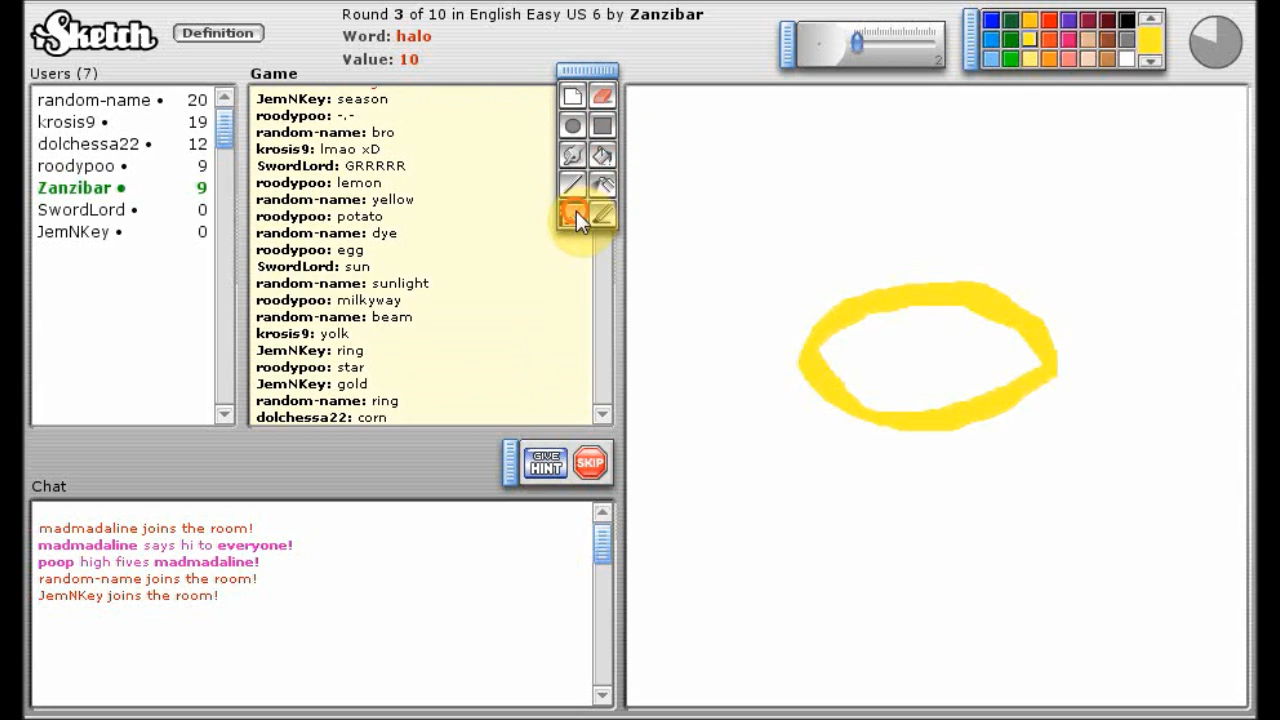 iSketch
Definition
Round 3 of 10 in English Easy US 6 by Zanzibar
Word: halo
Value: 10
2
Users (7)
random-name • 20
krosis9 • 19
dolchessa22 • 12
roodypoo • 9
Zanzibar • 9
SwordLord • 0
JemNKey • 0
Game
JemNKey: season
roodypoo: -.-
random-name: bro
krosis9: lmao xD
SwordLord: GRRRRR
roodypoo: lemon
random-name: yellow
roodypoo: potato
random-name: dye
roodypoo: egg
SwordLord: sun
random-name: sunlight
roodypoo: milkyway
random-name: beam
krosis9: yolk
JemNKey: ring
roodypoo: star
JemNKey: gold
random-name: ring
dolchessa22: corn
GIVE
HINT
SKIP
Chat
madmadaline joins the room!
madmadaline says hi to everyone!
poop high fives madmadaline!
random-name joins the room!
JemNKey joins the room!